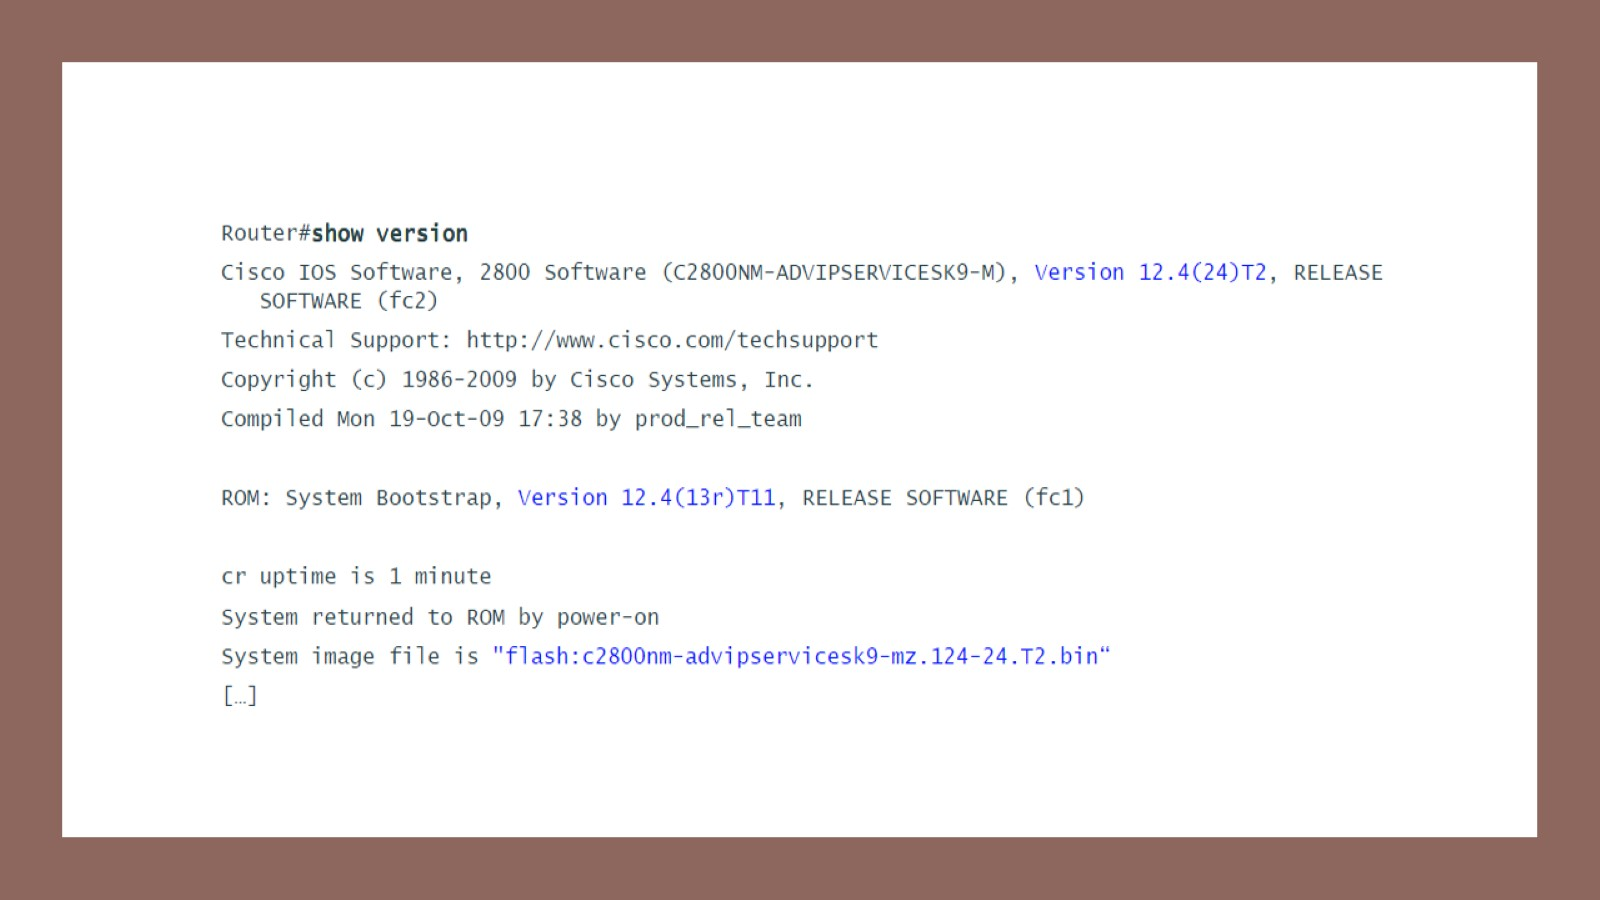 Router#show version
Cisco IOS Software, 2800 Software (C2800NM-ADVIPSERVICESK9-M), Version 12.4(24)T2, RELEASE
SOFTWARE (fc2)
Technical Support: http://www.cisco.com/techsupport
Copyright (c) 1986-2009 by Cisco Systems, Inc.
Compiled Mon 19-Oct-09 17:38 by prod_rel_team
ROM: System Bootstrap, Version 12.4(13r)T11, RELEASE SOFTWARE (fc1)
cr uptime is 1 minute
System returned to ROM by power-on
System image file is "flash:c2800nm-advipservicesk9-mz.124-24.T2.bin“
[…]